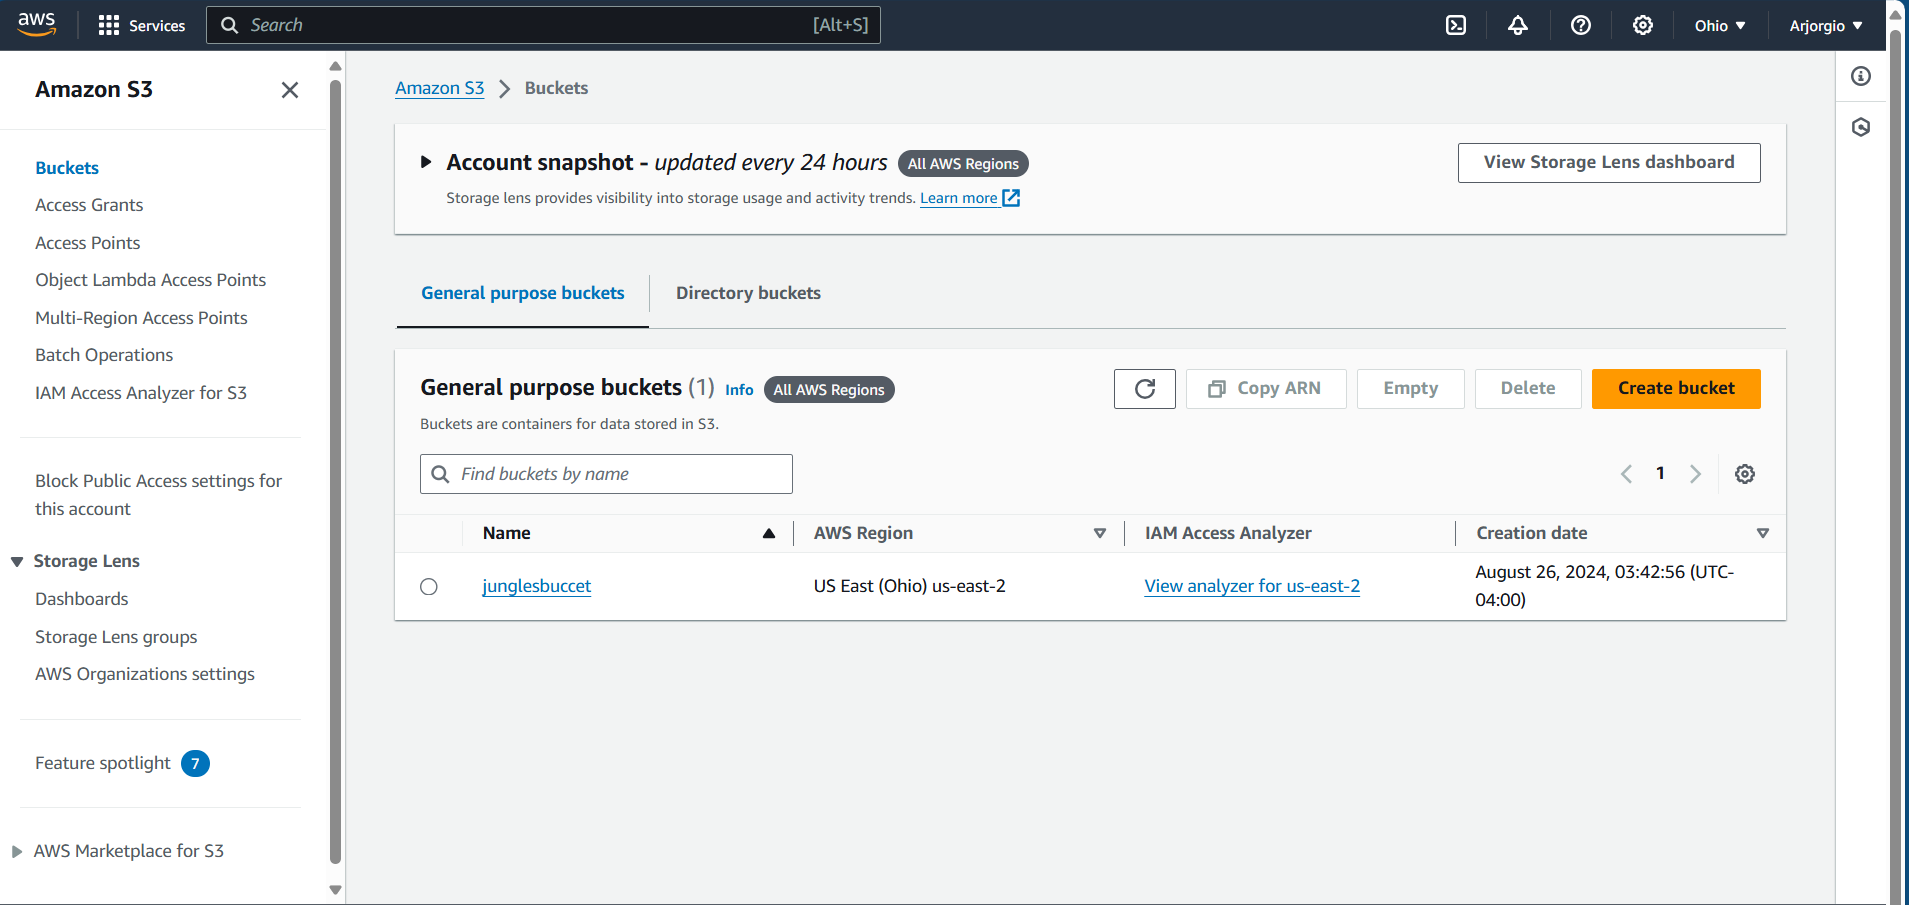 aws
Services
Search
[Alt+S]
Ohio ▼
Arjorgio ▼
Amazon S3
Buckets
Access Grants
Access Points
Object Lambda Access Points
Multi-Region Access Points
Batch Operations
IAM Access Analyzer for S3
Block Public Access settings for
this account
Storage Lens
Dashboards
Storage Lens groups
AWS Organizations settings
Feature spotlight 7
AWS Marketplace for S3
Amazon S3 > Buckets
Account snapshot - updated every 24 hours All AWS Regions
Storage lens provides visibility into storage usage and activity trends. Learn more
View Storage Lens dashboard
General purpose buckets
Directory buckets
General purpose buckets (1) Info All AWS Regions
Buckets are containers for data stored in S3.
Copy ARN
Empty
Delete
Create bucket
Find buckets by name
1
Name
AWS Region
IAM Access Analyzer
Creation date
junglesbuccet
US East (Ohio) us-east-2
View analyzer for us-east-2
August 26, 2024, 03:42:56 (UTC-
04:00)